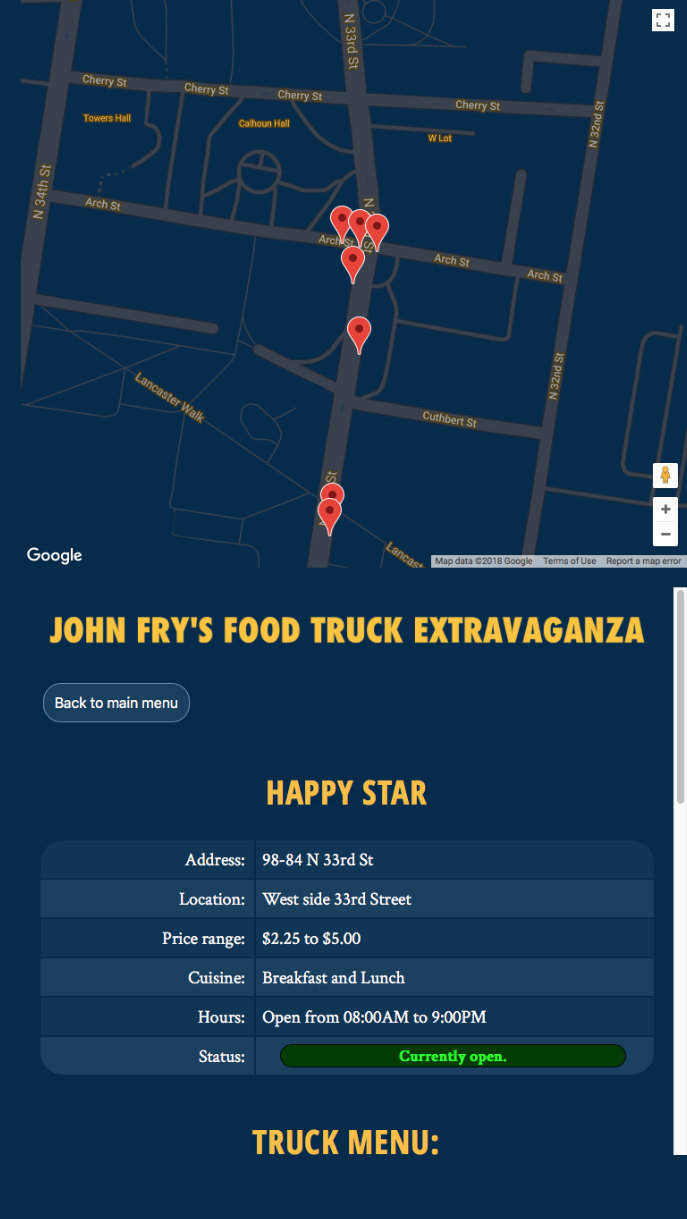 N 33rd St
Cherry St
Cherry St
Cherry St
Cherry St
Towers Hall
Calhoun Hall
W Lot
N 32nd St
N 34th St
Arch St
Arch St
Arch St
Arch St
N 32nd St
Lancaster Walk
Cuthbert St
St
Google
Map data ©2018 Google Terms of Use Report a map error
JOHN FRY'S FOOD TRUCK EXTRAVAGANZA
Back to main menu
HAPPY STAR
Address: 98-84 N 33rd St
Location: West side 33rd Street
Price range: $2.25 to $5.00
Cuisine: Breakfast and Lunch
Hours: Open from 08:00AM to 9:00PM
Status: Currently open.
TRUCK MENU: